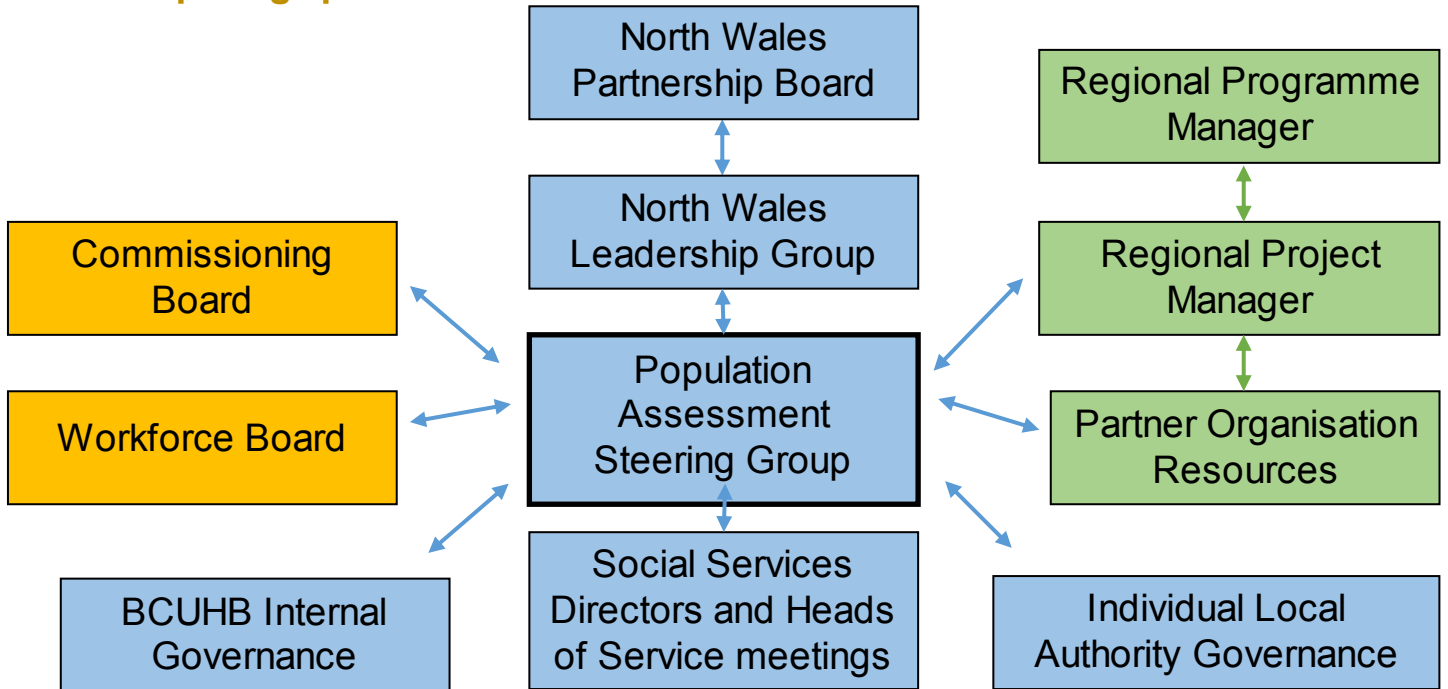 North Wales
Partnership Board
Regional Programme
Manager
North Wales
Leadership Group
Commissioning
Board
Regional Project
Manager
Population
Assessment
Steering Group
Workforce Board
Partner Organisation
Resources
BCUHB Internal
Governance
Social Services
Directors and Heads
of Service meetings
Individual Local
Authority Governance